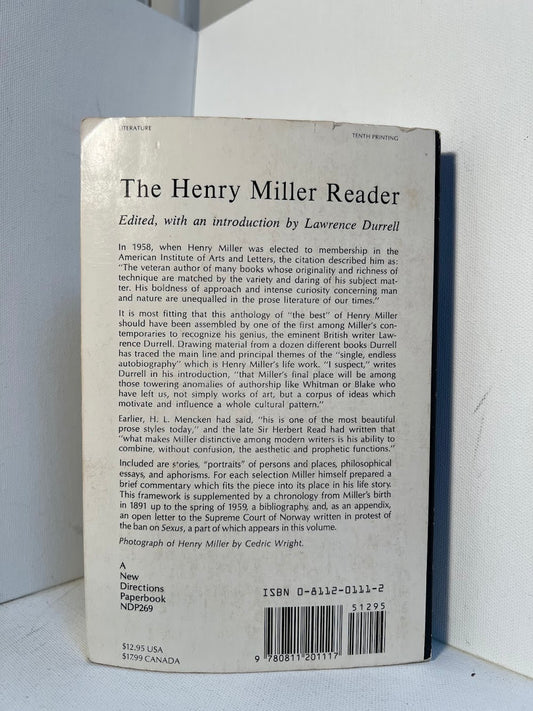 LITERATURE
TENTH PRINTING
The Henry Miller Reader
Edited, with an introduction by Lawrence Durrell
In 1958, when Henry Miller was elected to membership in the
American Institute of Arts and Letters, the citation described him as:
"The veteran author of many books whose originality and richness of
technique are matched by the variety and daring of his subject mat-
ter. His boldness of approach and intense curiosity concerning man
and nature are unequalled in the prose literature of our times."
It is most fitting that this anthology of "the best" of Henry Miller
should have been assembled by one of the first among Miller's con-
temporaries to recognize his genius, the eminent British writer Law-
rence Durrell. Drawing material from a dozen different books Durrell
has traced the main line and principal themes of the "single, endless
autobiography" which is Henry Miller's life work. "I suspect," writes
Durrell in his introduction, "that Miller's final place will be among
those towering anomalies of authorship like Whitman or Blake who
have left us, not simply works of art, but a corpus of ideas which
motivate and influence a whole cultural pattern."
Earlier, H. L. Mencken had said, "his is one of the most beautiful
prose styles today," and the late Sir Herbert Read had written that
"what makes Miller distinctive among modern writers is his ability to
combine, without confusion, the aesthetic and prophetic functions."
Included are stories, "portraits" of persons and places, philosophical
essays, and aphorisms. For each selection Miller himself prepared a
brief commentary which fits the piece into its place in his life story.
This framework is supplemented by a chronology from Miller's birth
in 1891 up to the spring of 1959, a bibliography, and, as an appendix,
an open letter to the Supreme Court of Norway written in protest of
the ban on Sexus, a part of which appears in this volume.
Photograph of Henry Miller by Cedric Wright.
A
New
Directions
Paperbook
NDP269
$12.95 USA
$17.99 CANADA
ISBN 0-8112-0111-2
51295
9 780811 201117